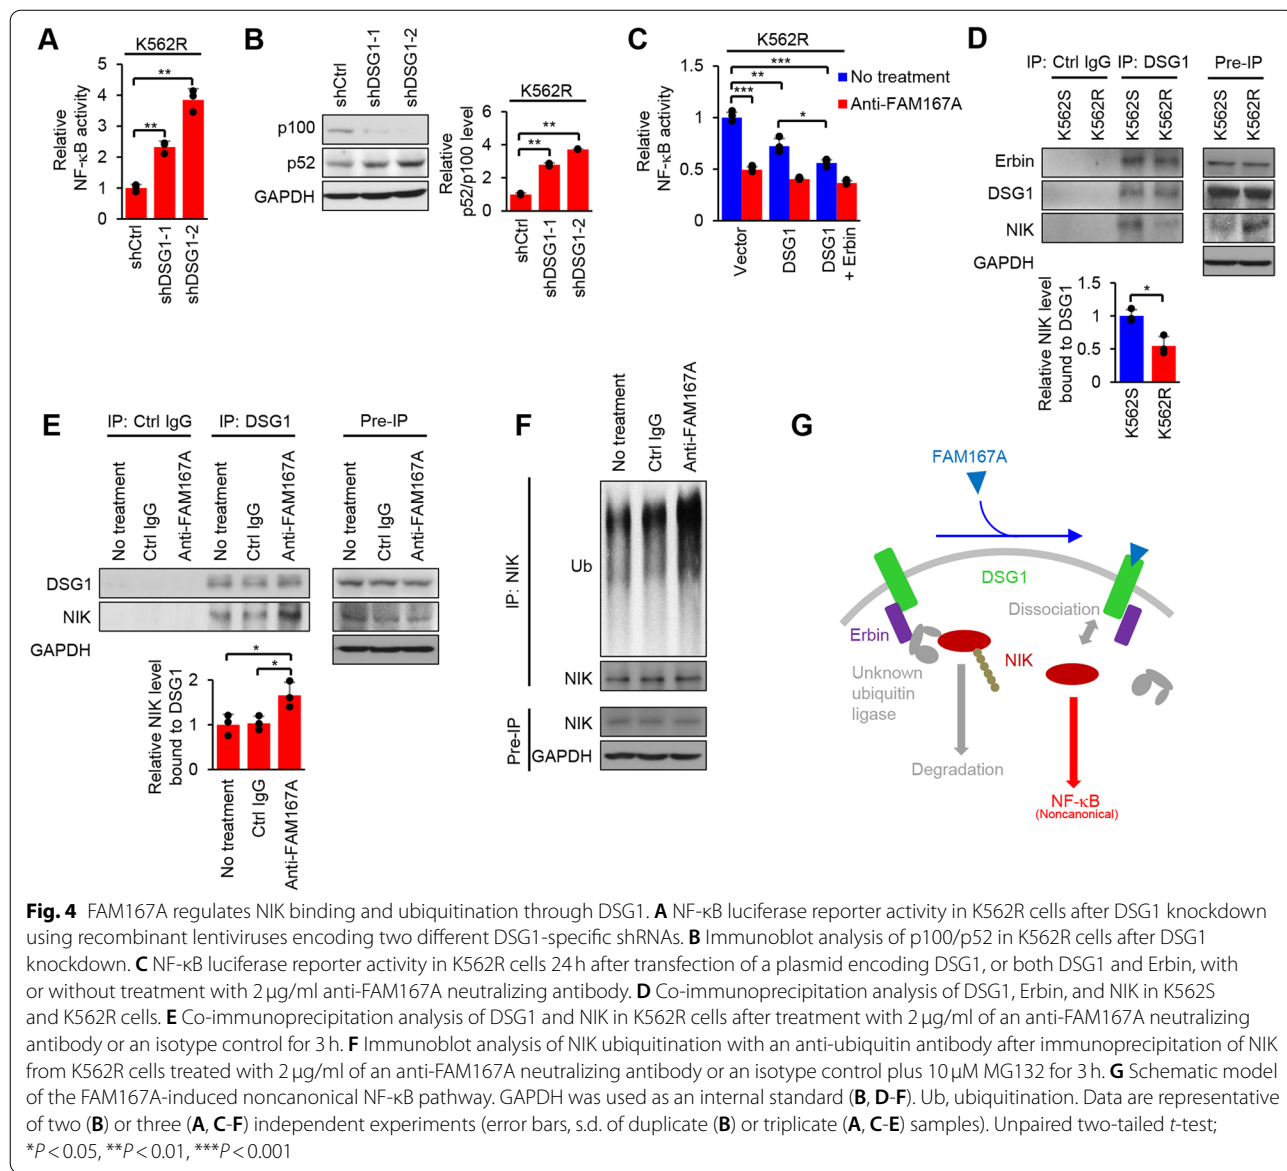 A
K562R
Relative
NF-κB activity
5
4
3
2
1
0
**
**
shCtrl
shDSG1-1
shDSG1-2
B
shCtrl
shDSG1-1
shDSG1-2
p100
p52
GAPDH
K562R
Relative
p52/p100 level
6
4
2
0
**
**
shCtrl
shDSG1-1
shDSG1-2
C
K562R
Relative
NF-κB activity
1.5
1
0.5
0
***
**
***
*
No treatment
Anti-FAM167A
Vector
DSG1
DSG1
+ Erbin
D
IP: Ctrl IgG IP: DSG1 Pre-IP
K562S K562R K562S K562R K562S K562R
Erbin
DSG1
NIK
GAPDH
Relative NIK level
bound to DSG1
1.5
1
0.5
0
*
K562S
K562R
E
IP: Ctrl IgG IP: DSG1 Pre-IP
No treatment Ctrl IgG Anti-FAM167A No treatment Ctrl IgG Anti-FAM167A No treatment Ctrl IgG Anti-FAM167A
DSG1
NIK
GAPDH
Relative NIK level
bound to DSG1
2
1
0
*
*
No treatment
Ctrl IgG
Anti-FAM167A
F
No treatment
Ctrl IgG
Anti-FAM167A
IP: NIK
Ub
NIK
Pre-IP
NIK
GAPDH
G
FAM167A
DSG1
Dissociation
Erbin
NIK
Unknown
ubiquitin
ligase
Degradation
NF-κB
(Noncanonical)
Fig. 4 FAM167A regulates NIK binding and ubiquitination through DSG1. A NF-κB luciferase reporter activity in K562R cells after DSG1 knockdown
using recombinant lentiviruses encoding two different DSG1-specific shRNAs. B Immunoblot analysis of p100/p52 in K562R cells after DSG1
knockdown. C NF-κB luciferase reporter activity in K562R cells 24 h after transfection of a plasmid encoding DSG1, or both DSG1 and Erbin, with
or without treatment with 2 μg/ml anti-FAM167A neutralizing antibody. D Co-immunoprecipitation analysis of DSG1, Erbin, and NIK in K562S
and K562R cells. E Co-immunoprecipitation analysis of DSG1 and NIK in K562R cells after treatment with 2 μg/ml of an anti-FAM167A neutralizing
antibody or an isotype control for 3 h. F Immunoblot analysis of NIK ubiquitination with an anti-ubiquitin antibody after immunoprecipitation of NIK
from K562R cells treated with 2 μg/ml of an anti-FAM167A neutralizing antibody or an isotype control plus 10 μM MG132 for 3 h. G Schematic model
of the FAM167A-induced noncanonical NF-κB pathway. GAPDH was used as an internal standard (B, D-F). Ub, ubiquitination. Data are representative
of two (B) or three (A, C-F) independent experiments (error bars, s.d. of duplicate (B) or triplicate (A, C-E) samples). Unpaired two-tailed t-test;
*P < 0.05, **P < 0.01, ***P < 0.001